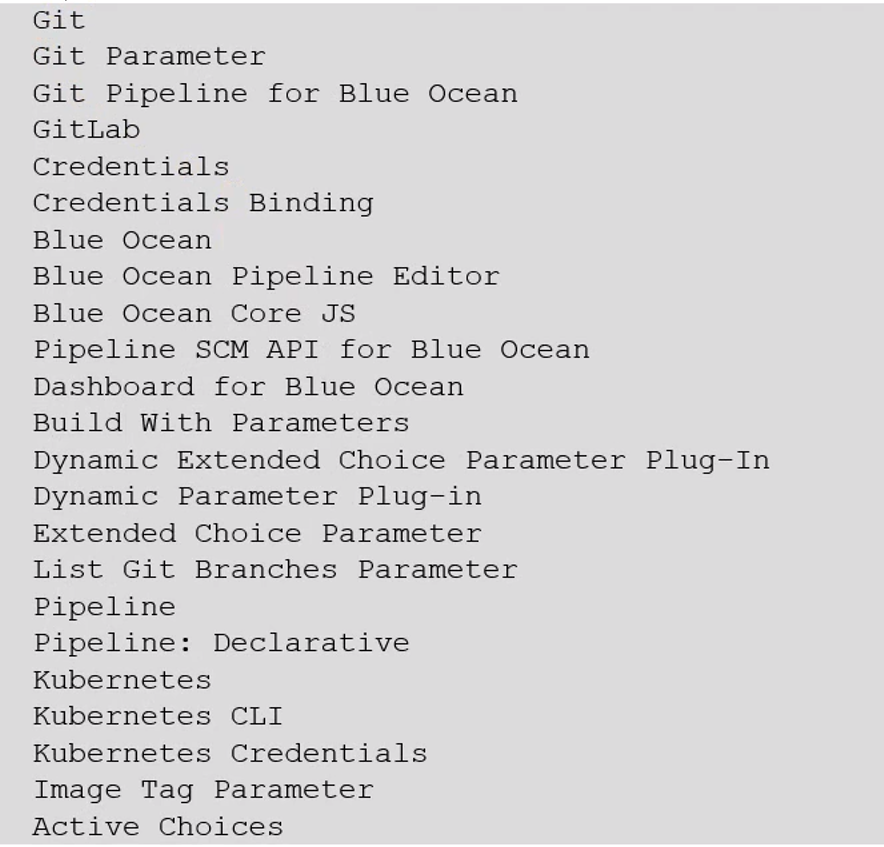 Git
Git Parameter
Git Pipeline for Blue Ocean
GitLab
Credentials
Credentials Binding
Blue Ocean
Blue Ocean Pipeline Editor
Blue Ocean Core JS
Pipeline SCM API for Blue Ocean
Dashboard for Blue Ocean
Build With Parameters
Dynamic Extended Choice Parameter Plug-In
Dynamic Parameter Plug-in
Extended Choice Parameter
List Git Branches Parameter
Pipeline
Pipeline: Declarative
Kubernetes
Kubernetes CLI
Kubernetes Credentials
Image Tag Parameter
Active Choices